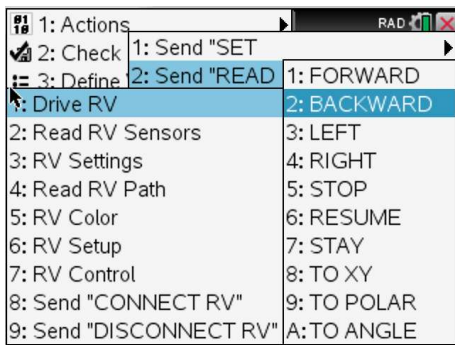 1: Actions
RAD
2: Check
1: Send "SET
3: Define
2: Send "READ
1: Drive RV
2: Read RV Sensors
3: RV Settings
4: Read RV Path
5: RV Color
6: RV Setup
7: RV Control
8: Send "CONNECT RV"
9: Send "DISCONNECT RV"
1: FORWARD
2: BACKWARD
3: LEFT
4: RIGHT
5: STOP
6: RESUME
7: STAY
8: TO XY
9: TO POLAR
A: TO ANGLE